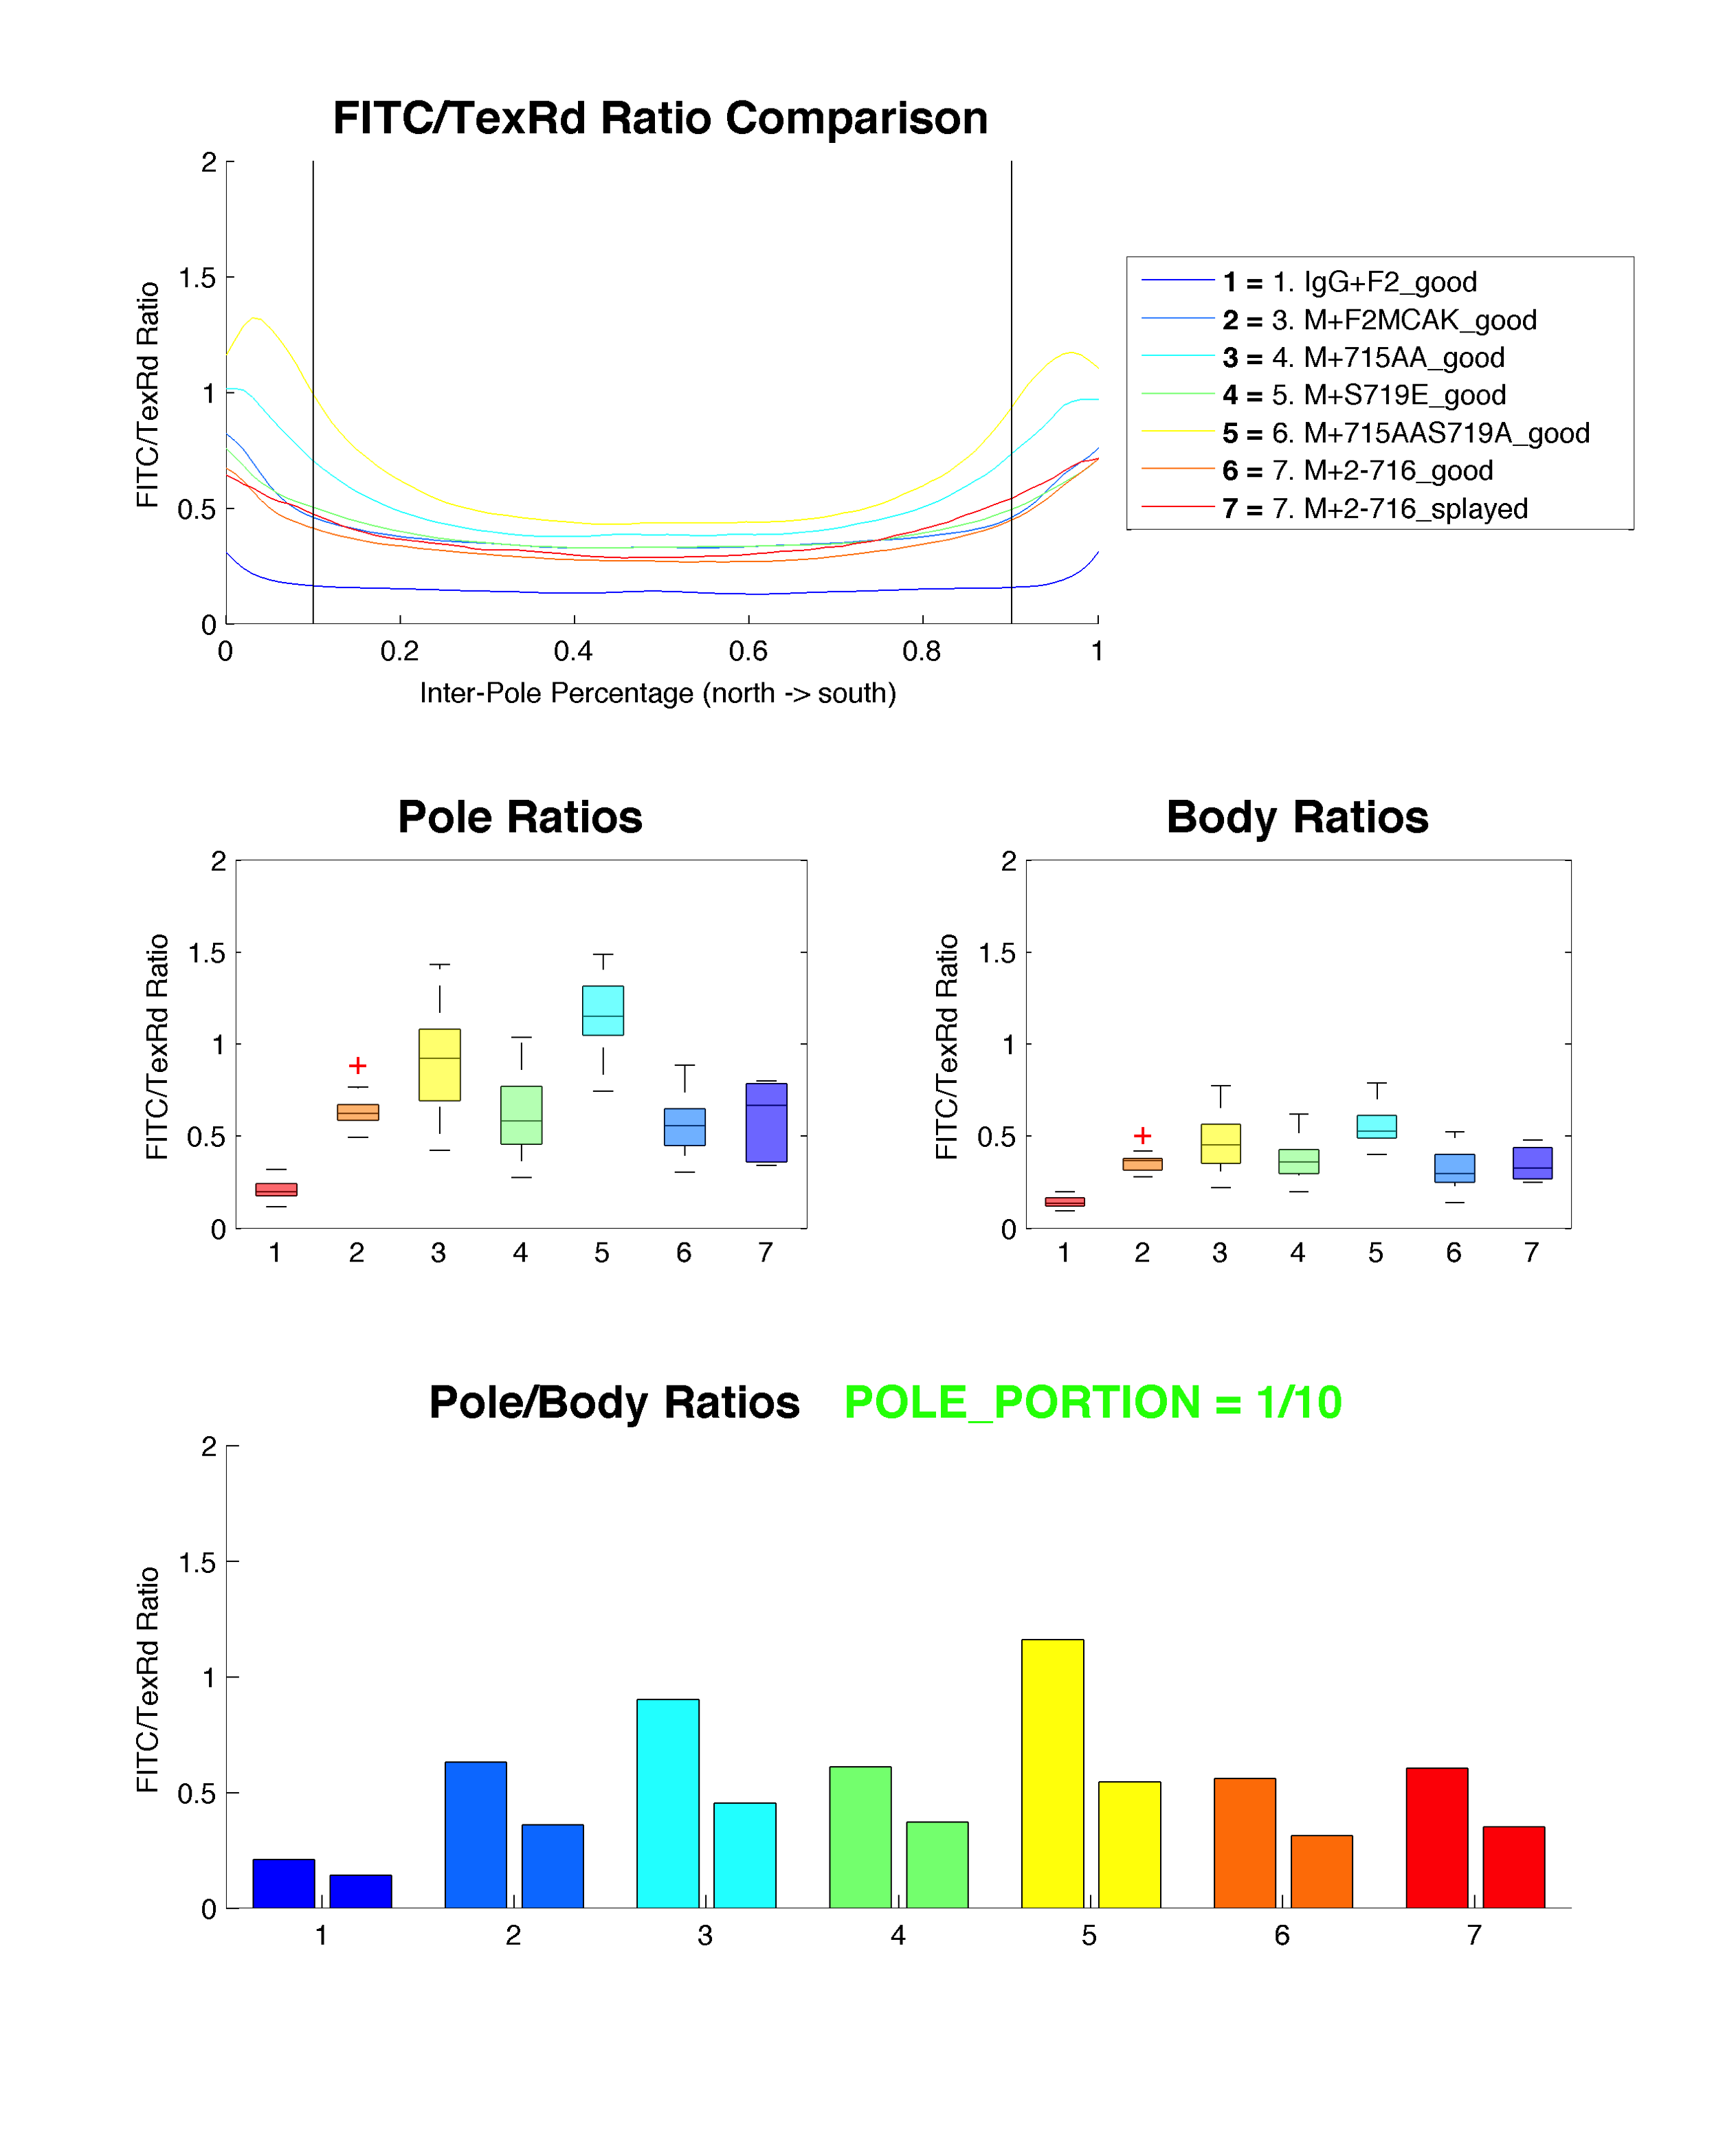 FITC/TexRd Ratio Comparison
2
1.5
1
0.5
0
FITC/TexRd Ratio
0 0.2 0.4 0.6 0.8 1
Inter-Pole Percentage (north -> south)
1 = 1. IgG+F2_good
2 = 3. M+F2MCAK_good
3 = 4. M+715AA_good
4 = 5. M+S719E_good
5 = 6. M+715AAS719A_good
6 = 7. M+2-716_good
7 = 7. M+2-716_splayed
Pole Ratios
2
1.5
1
0.5
0
FITC/TexRd Ratio
1 2 3 4 5 6 7
Body Ratios
2
1.5
1
0.5
0
FITC/TexRd Ratio
1 2 3 4 5 6 7
Pole/Body Ratios POLE_PORTION = 1/10
2
1.5
1
0.5
0
FITC/TexRd Ratio
1 2 3 4 5 6 7